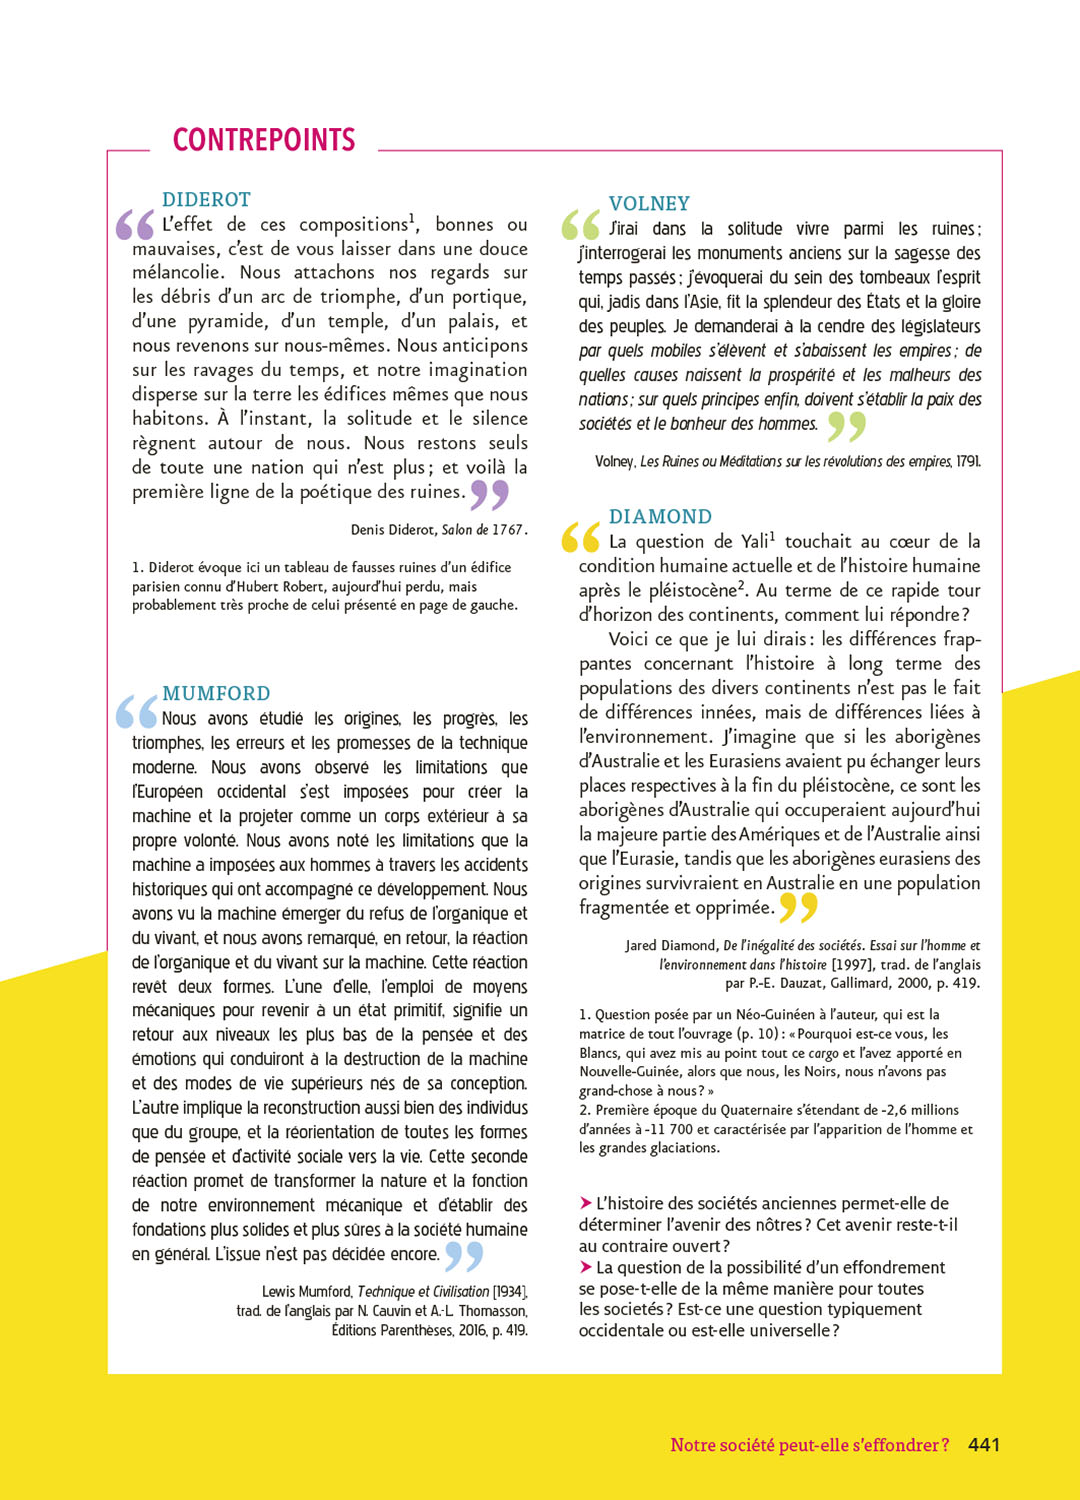 CONTREPOINTS
DIDEROT
“L’effet de ces compositions¹, bonnes ou
mauvaises, c’est de vous laisser dans une douce
mélancolie. Nous attachons nos regards sur
les débris d’un arc de triomphe, d’un portique,
d’une pyramide, d’un temple, d’un palais, et
nous revenons sur nous-mêmes. Nous anticipons
sur les ravages du temps, et notre imagination
disperse sur la terre les édifices mêmes que nous
habitons. À l’instant, la solitude et le silence
règnent autour de nous. Nous restons seuls
de toute une nation qui n’est plus ; et voilà la
première ligne de la poétique des ruines.”
Denis Diderot, Salon de 1767.
1. Diderot évoque ici un tableau de fausses ruines d’un édifice
parisien connu d’Hubert Robert, aujourd’hui perdu, mais
probablement très proche de celui présenté en page de gauche.
MUMFORD
“Nous avons étudié les origines, les progrès, les
triomphes, les erreurs et les promesses de la technique
moderne. Nous avons observé les limitations que
l’Européen occidental s’est imposées pour créer la
machine et la projeter comme un corps extérieur à sa
propre volonté. Nous avons noté les limitations que la
machine a imposées aux hommes à travers les accidents
historiques qui ont accompagné ce développement. Nous
avons vu la machine émerger du refus de l’organique et
du vivant, et nous avons remarqué, en retour, la réaction
de l’organique et du vivant sur la machine. Cette réaction
revêt deux formes. L’une d’elle, l’emploi de moyens
mécaniques pour revenir à un état primitif, signifie un
retour aux niveaux les plus bas de la pensée et des
émotions qui conduiront à la destruction de la machine
et des modes de vie supérieurs nés de sa conception.
L’autre implique la reconstruction aussi bien des individus
que du groupe, et la réorientation de toutes les formes
de pensée et d’activité sociale vers la vie. Cette seconde
réaction promet de transformer la nature et la fonction
de notre environnement mécanique et d’établir des
fondations plus solides et plus sûres à la société humaine
en général. L’issue n’est pas décidée encore.”
Lewis Mumford, Technique et Civilisation [1934],
trad. de l’anglais par N. Cauvin et A.-L. Thomasson,
Éditions Parenthèses, 2016, p. 419.
VOLNEY
“J’irai dans la solitude vivre parmi les ruines ;
j’interrogerai les monuments anciens sur la sagesse des
temps passés ; j’évoquerai du sein des tombeaux l’esprit
qui, jadis dans l’Asie, fit la splendeur des États et la gloire
des peuples. Je demanderai à la cendre des législateurs
par quels mobiles s’élèvent et s’abaissent les empires ; de
quelles causes naissent la prospérité et les malheurs des
nations ; sur quels principes enfin, doivent s’établir la paix des
sociétés et le bonheur des hommes.”
Volney, Les Ruines ou Méditations sur les révolutions des empires, 1791.
DIAMOND
“La question de Yali¹ touchait au cœur de la
condition humaine actuelle et de l’histoire humaine
après le pléistocène². Au terme de ce rapide tour
d’horizon des continents, comment lui répondre ?
Voici ce que je lui dirais : les différences frap-
pantes concernant l’histoire à long terme des
populations des divers continents n’est pas le fait
de différences innées, mais de différences liées à
l’environnement. J’imagine que si les aborigènes
d’Australie et les Eurasiens avaient pu échanger leurs
places respectives à la fin du pléistocène, ce sont les
aborigènes d’Australie qui occuperaient aujourd’hui
la majeure partie des Amériques et de l’Australie ainsi
que l’Eurasie, tandis que les aborigènes eurasiens des
origines survivraient en Australie en une population
fragmentée et opprimée.”
Jared Diamond, De l’inégalité des sociétés. Essai sur l’homme et
l’environnement dans l’histoire [1997], trad. de l’anglais
par P.-E. Dauzat, Gallimard, 2000, p. 419.
1. Question posée par un Néo-Guinéen à l’auteur, qui est la
matrice de tout l’ouvrage (p. 10) : « Pourquoi est-ce vous, les
Blancs, qui avez mis au point tout ce cargo et l’avez apporté en
Nouvelle-Guinée, alors que nous, les Noirs, nous n’avons pas
grand-chose à nous ? »
2. Première époque du Quaternaire s’étendant de -2,6 millions
d’années à -11 700 et caractérisée par l’apparition de l’homme et
les grandes glaciations.
➤ L’histoire des sociétés anciennes permet-elle de
déterminer l’avenir des nôtres ? Cet avenir reste-t-il
au contraire ouvert ?
➤ La question de la possibilité d’un effondrement
se pose-t-elle de la même manière pour toutes
les societés ? Est-ce une question typiquement
occidentale ou est-elle universelle ?
Notre société peut-elle s’effondrer ? 441